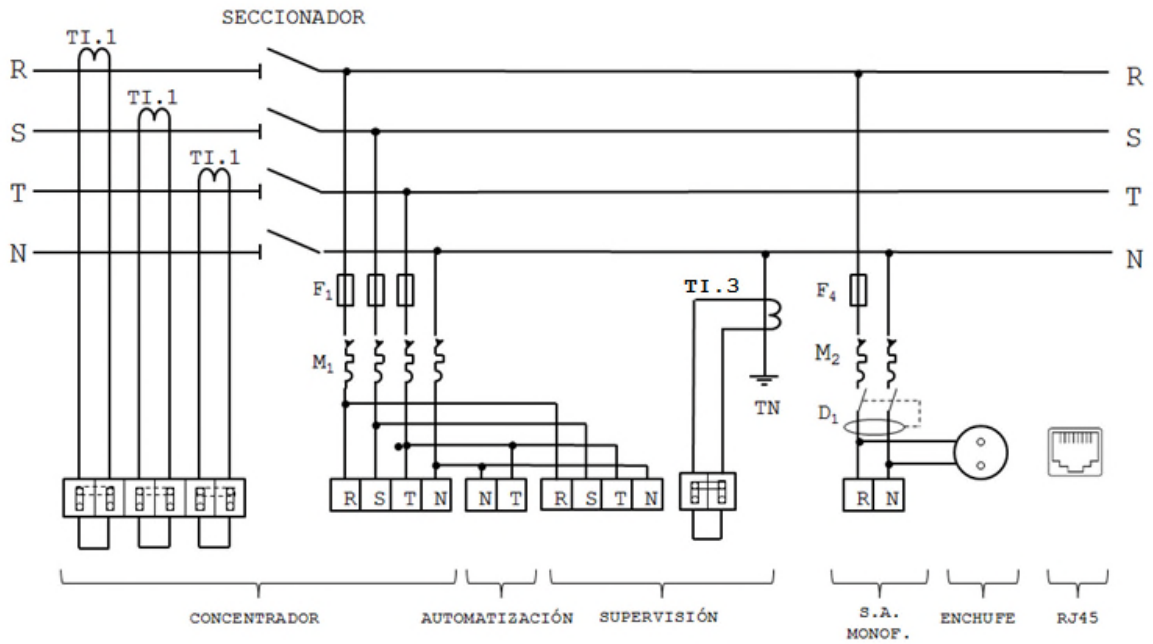 SECCIONADOR
TI.1
R
R
TI.1
S
S
TI.1
T
T
N
N
F1
TI.3
F4
M1
M2
TN
D1
R S T N
N T
R S T N
R N
CONCENTRADOR
AUTOMATIZACIÓN
SUPERVISIÓN
S.A.
MONOF.
ENCHUFE
RJ45